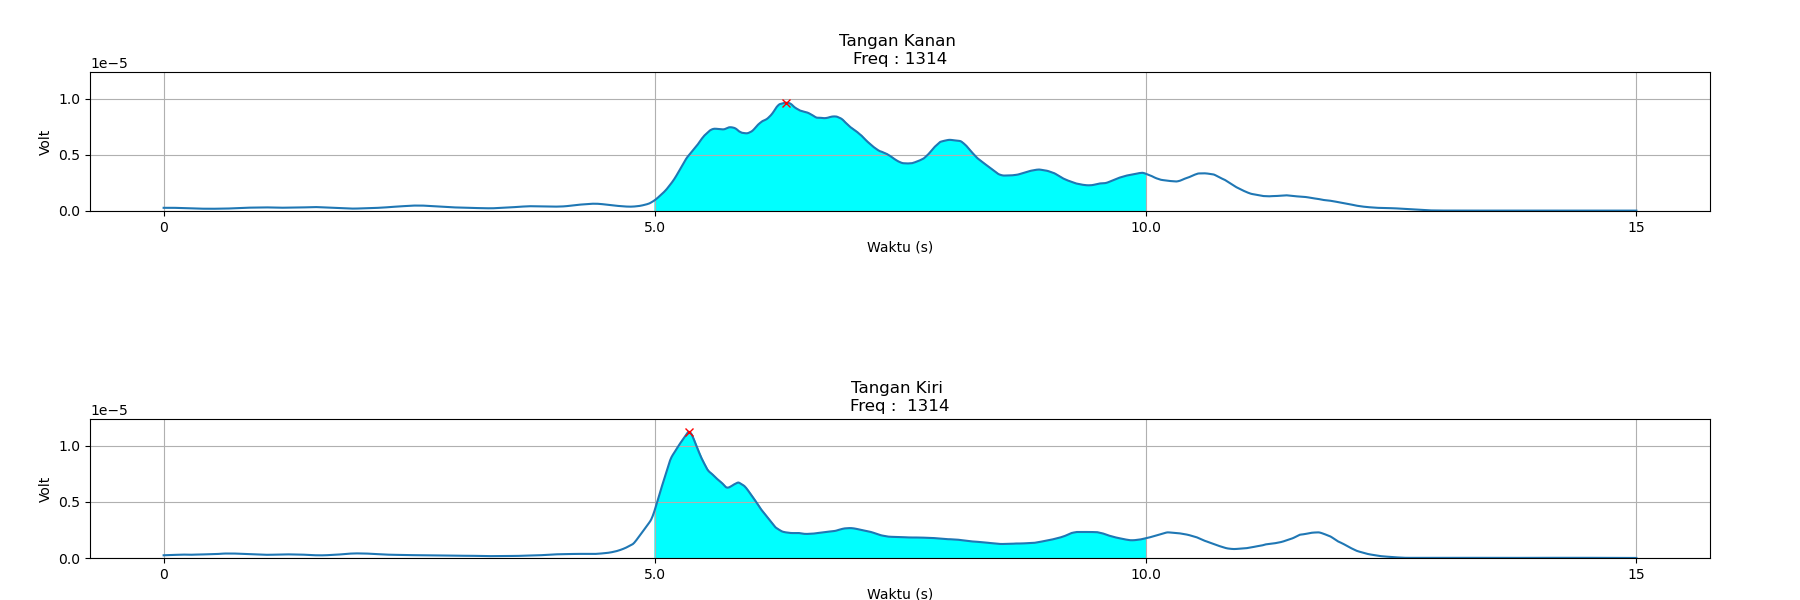 Tangan Kanan
Freq : 1314
1e−5
1.0
0.5
0.0
Volt
0
5.0
10.0
15
Waktu (s)
Tangan Kiri
Freq :  1314
1e−5
1.0
0.5
0.0
Volt
0
5.0
10.0
15
Waktu (s)